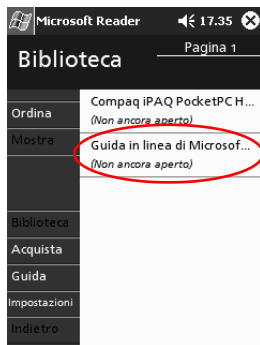 Microsoft Reader 17.35
Biblioteca
Pagina 1
Ordina
Mostra
Biblioteca
Acquista
Guida
Impostazioni
Indietro
Compaq iPAQ PocketPC H...
(Non ancora aperto)
Guida in linea di Microsof...
(Non ancora aperto)